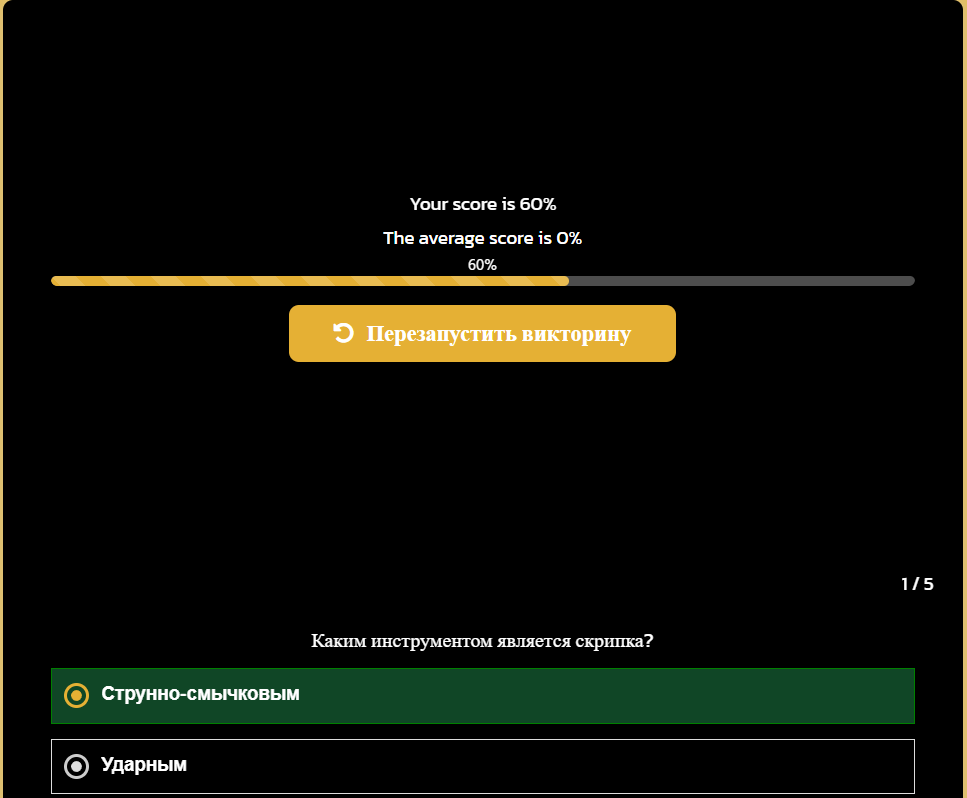 Your score is 60%
The average score is 0%
60%
Перезапустить викторину
1 / 5
Каким инструментом является скрипка?
Струнно-смычковым
Ударным